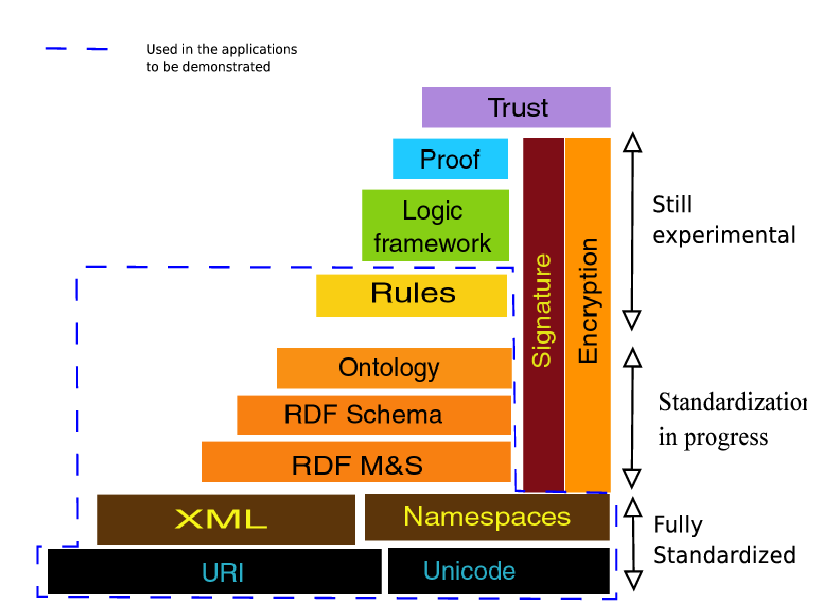 Used in the applications
to be demonstrated
Trust
Proof
Logic
framework
Rules
Ontology
RDF Schema
RDF M&S
Signature
Encryption
XML
Namespaces
URI
Unicode
Still
experimental
Standardization
in progress
Fully
Standardized